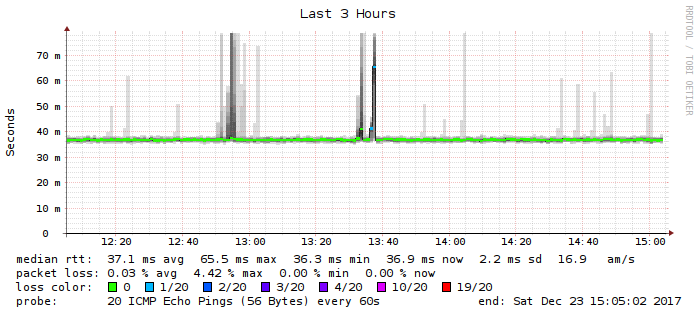 Last 3 Hours
RRDTOOL / TOBI OETIKER
Seconds
70 m
60 m
50 m
40 m
30 m
20 m
10 m
0
12:20 12:40 13:00 13:20 13:40 14:00 14:20 14:40 15:00
median rtt: 37.1 ms avg 65.5 ms max 36.3 ms min 36.9 ms now 2.2 ms sd 16.9 am/s
packet loss: 0.03 % avg 4.42 % max 0.00 % min 0.00 % now
loss color: 0 1/20 2/20 3/20 4/20 10/20 19/20
probe: 20 ICMP Echo Pings (56 Bytes) every 60s end: Sat Dec 23 15:05:02 2017